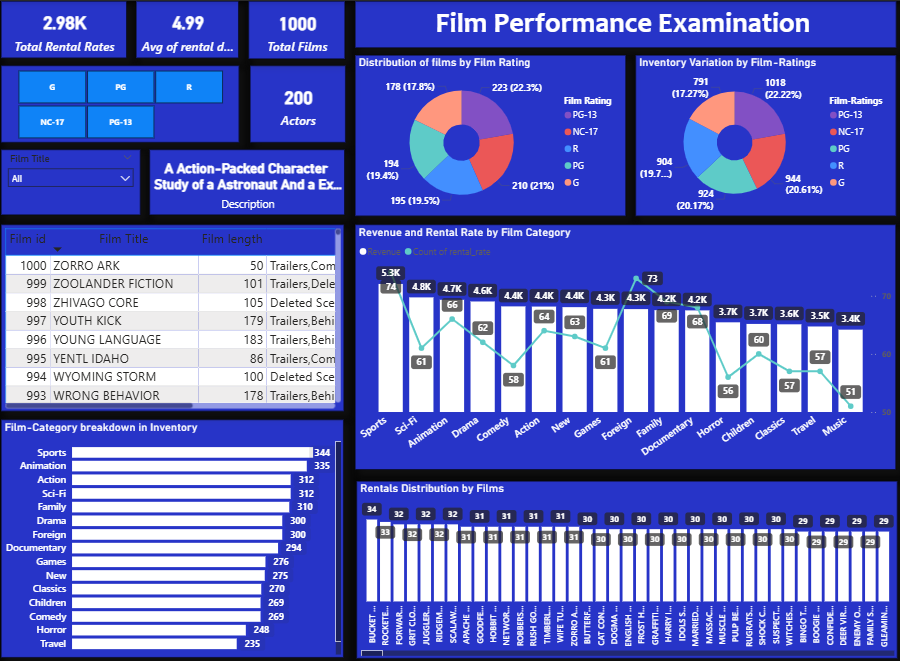 2.98K
Total Rental Rates
4.99
Avg of rental d...
1000
Total Films
Film Performance Examination
G
PG
R
NC-17
PG-13
200
Actors
Film Title
All
A Action-Packed Character
Study of a Astronaut And a Ex...
Description
Distribution of films by Film Rating
178 (17.8%)
223 (22.3%)
194
(19.4%)
195 (19.5%)
210 (21%)
Film Rating
PG-13
NC-17
R
PG
G
Inventory Variation by Film-Ratings
791
(17.27%)
1018
(22.22%)
904
(19.7...)
924
(20.17%)
944
(20.61%)
Film-Ratings
PG-13
NC-17
PG
R
G
Film id Film Title Film length
1000 ZORRO ARK 50 Trailers,Com
999 ZOOLANDER FICTION 101 Trailers,Dele
998 ZHIVAGO CORE 105 Deleted Sce
997 YOUTH KICK 179 Trailers,Behi
996 YOUNG LANGUAGE 183 Trailers,Behi
995 YENTL IDAHO 86 Trailers,Com
994 WYOMING STORM 100 Deleted Sce
993 WRONG BEHAVIOR 178 Trailers,Behi
Revenue and Rental Rate by Film Category
Revenue Count of rental_rate
5.3K 4.8K 4.7K 4.6K 4.4K 4.4K 4.4K 4.3K 4.3K 4.2K 4.2K 3.7K 3.7K 3.6K 3.5K 3.4K
74 61 66 62 58 64 63 61 73 69 68 56 60 57 57 51
70
60
50
Sports Sci-Fi Animation Drama Comedy Action New Games Foreign Family Documentary Horror Children Classics Travel Music
Film-Category breakdown in Inventory
Sports 344
Animation 335
Action 312
Sci-Fi 312
Family 310
Drama 300
Foreign 300
Documentary 294
Games 276
New 275
Classics 270
Children 269
Comedy 269
Horror 248
Travel 235
Rentals Distribution by Films
34 33 32 32 32 32 32 31 31 31 31 31 31 31 31 31 30 30 30 30 30 30 30 30 30 30 30 30 30 30 30 30 29 29 29 29 29 29 29
BUCKET ... ROCKETE... FORWAR... GRIT CLO... JUGGLER... RIDGEM... SCALAW... APACHE ... GOODFE... HOBBIT ... NETWOR... ROBBERS... RUSH GO... TIMBERL... WIFE TU... ZORRO A... BUTTERF... CAT CON... DOGMA ... ENGLISH ... FROST H... GRAFFITI... HARRY I... IDOLS S... MARRIED... MASSAC... MUSCLE ... PULP BE... RUGRATS... SHOCK C... SUSPECT... WITCHES... BINGO T... BOOGIE ... CONFIDE... DEER VIR... ENEMY O... FAMILY S... GLEAMIN...